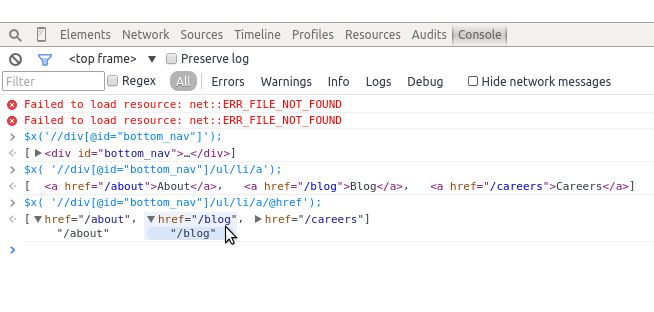 Elements Network Sources Timeline Profiles Resources Audits Console
<top frame> Preserve log
Filter Regex All Errors Warnings Info Logs Debug Hide network messages
Failed to load resource: net::ERR_FILE_NOT_FOUND
Failed to load resource: net::ERR_FILE_NOT_FOUND
$x('//div[@id="bottom_nav"]');
[ <div id="bottom_nav">…</div>]
$x( '//div[@id="bottom_nav"]/ul/li/a');
[ <a href="/about">About</a>, <a href="/blog">Blog</a>, <a href="/careers">Careers</a>]
$x( '//div[@id="bottom_nav"]/ul/li/a/@href');
[ href="/about", href="/blog", href="/careers"]
"/about" "/blog"